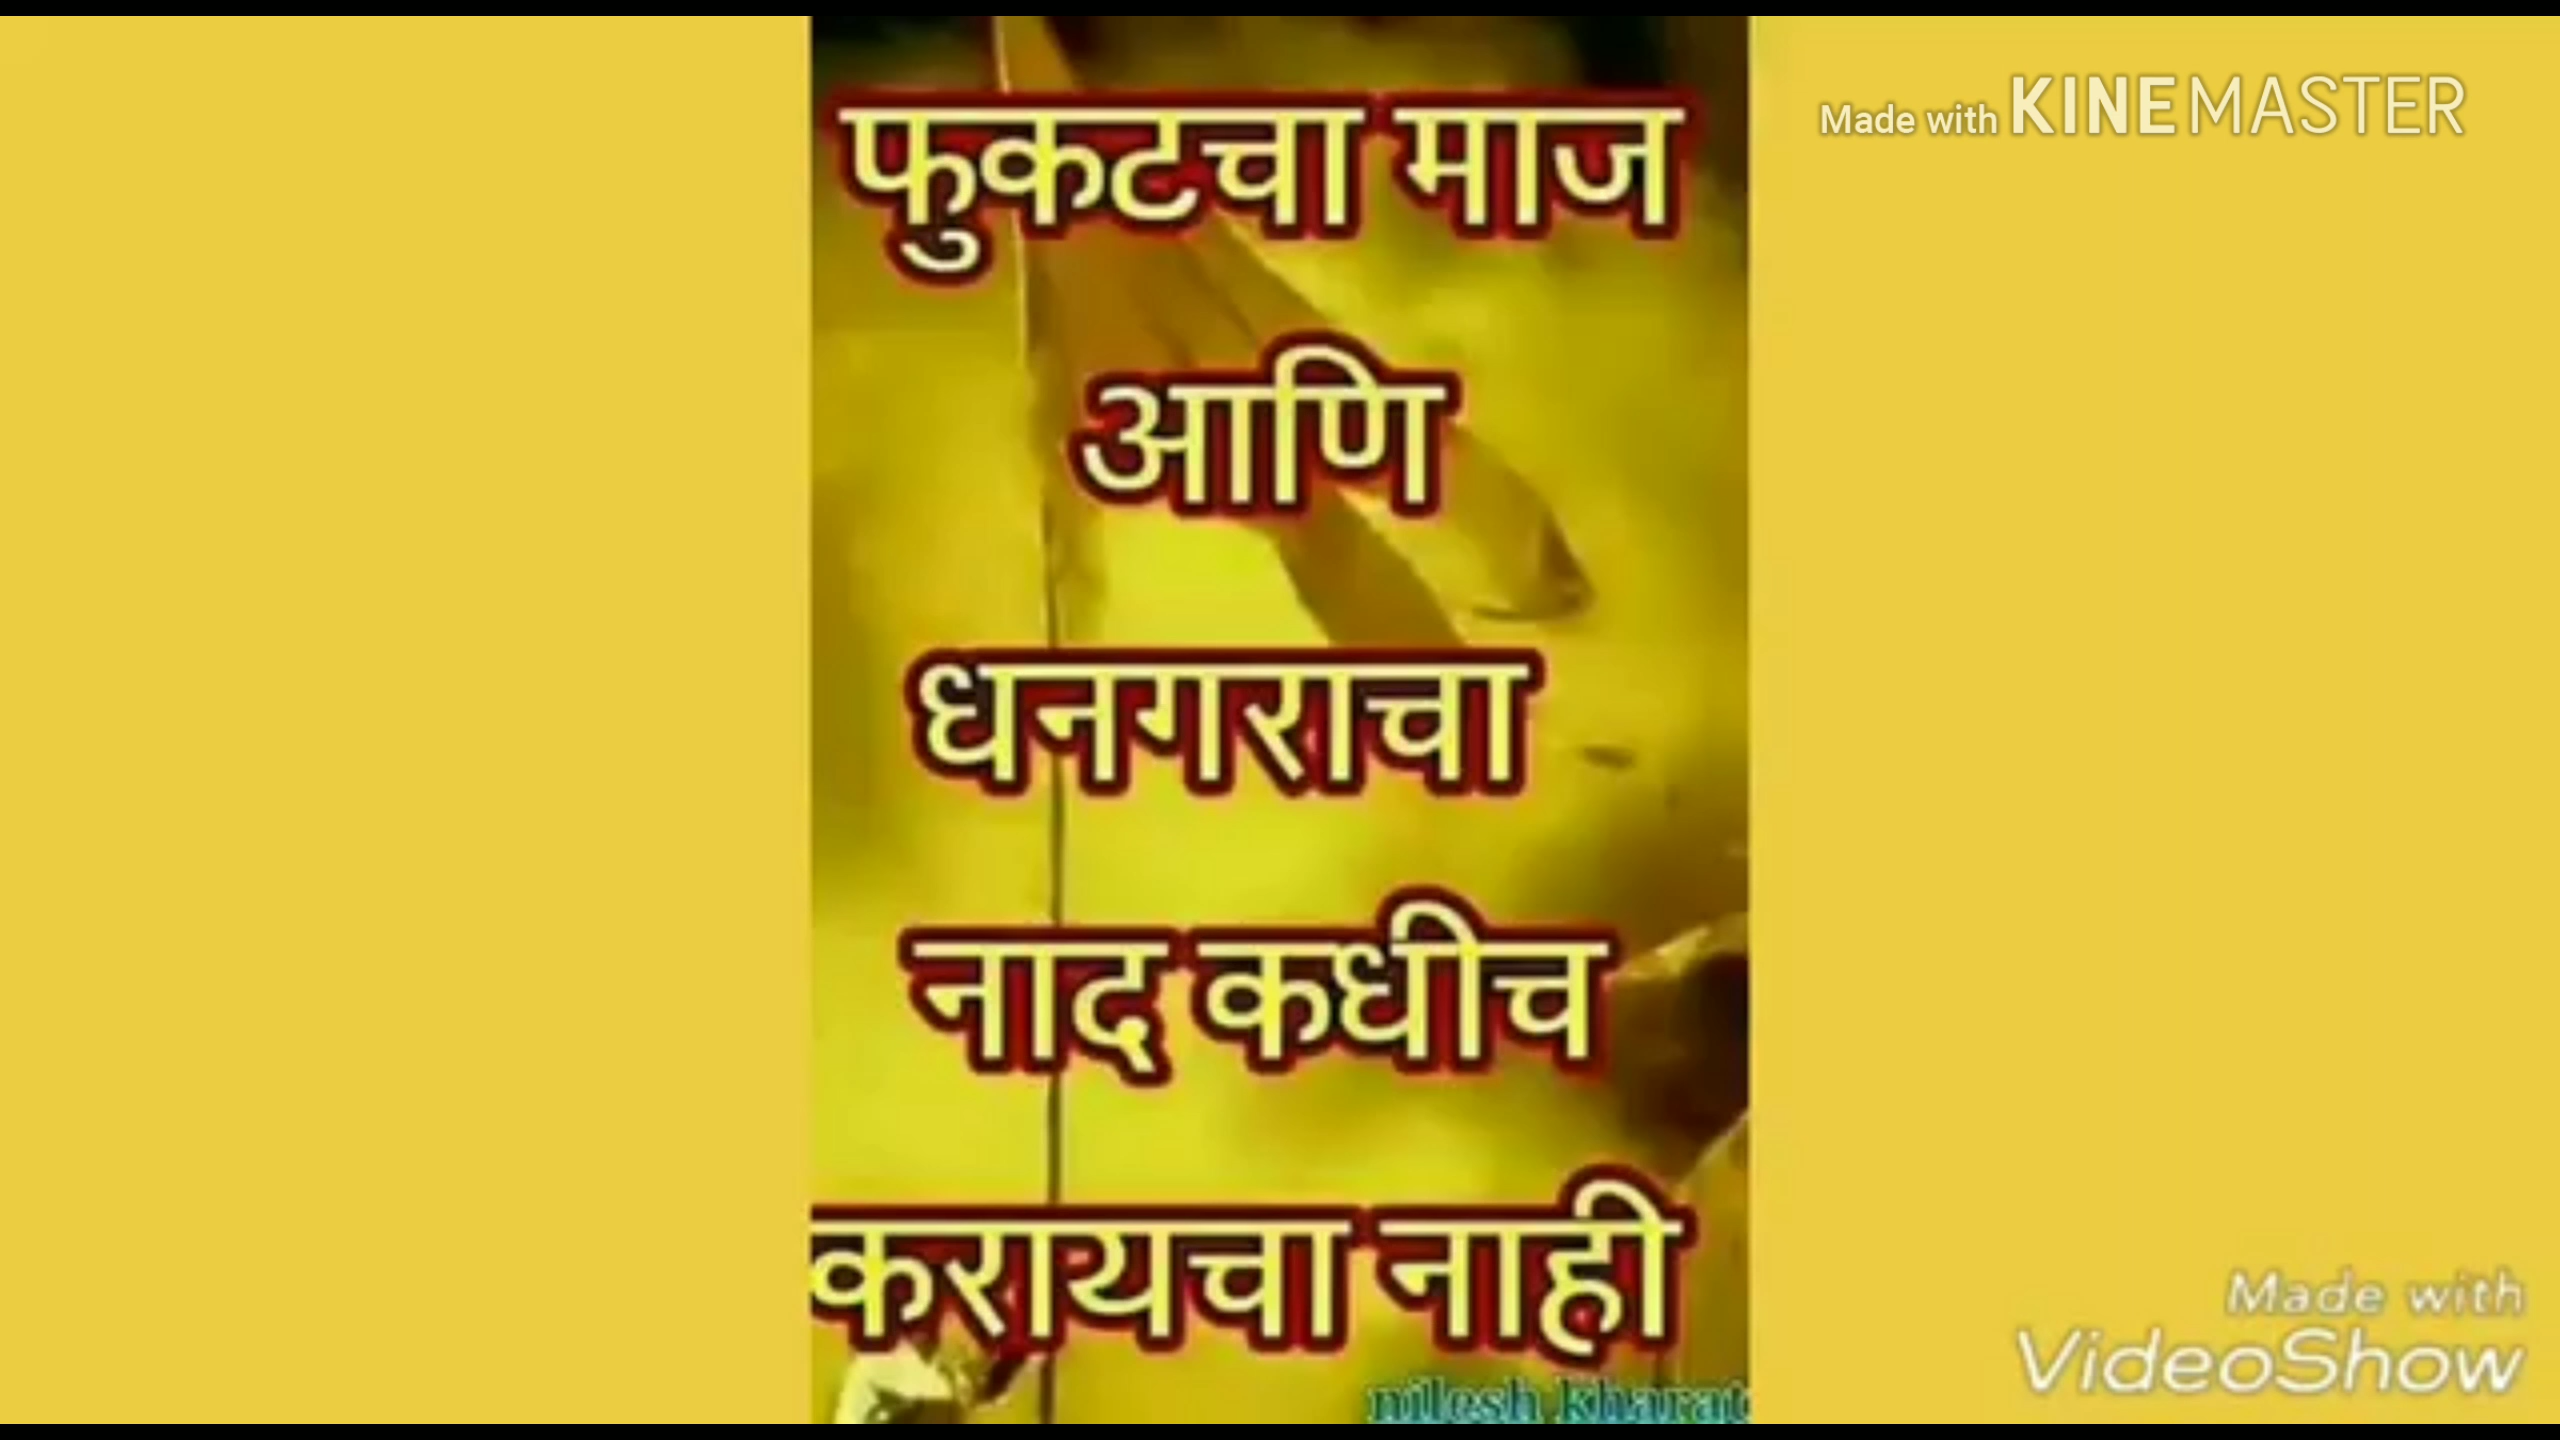 फुकटचा माज
आणि
धनगराचा
नाद कधीच
करायचा नाही
nilesh kharat
Made with KINEMASTER
Made with
VideoShow